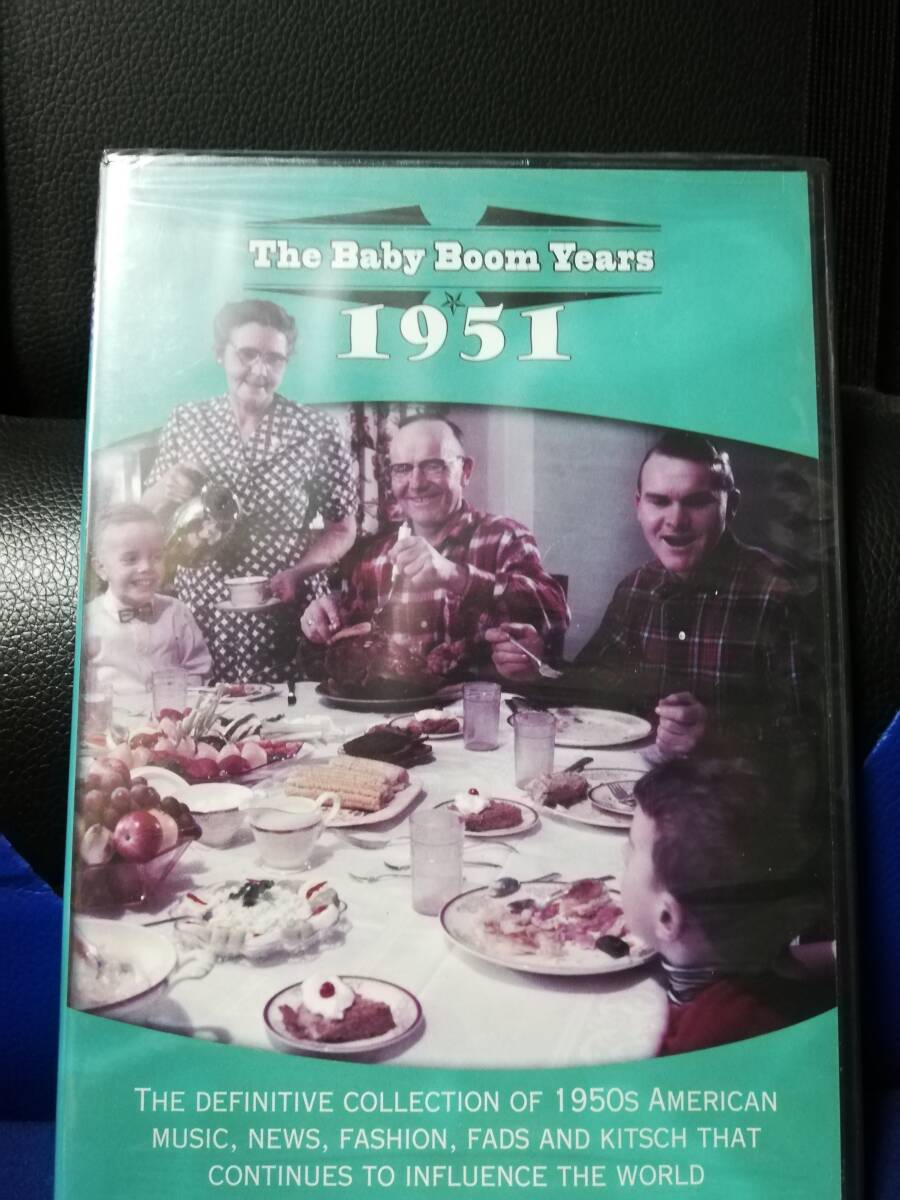 The Baby Boom Years
1951
THE DEFINITIVE COLLECTION OF 1950S AMERICAN
MUSIC, NEWS, FASHION, FADS AND KITSCH THAT
CONTINUES TO INFLUENCE THE WORLD